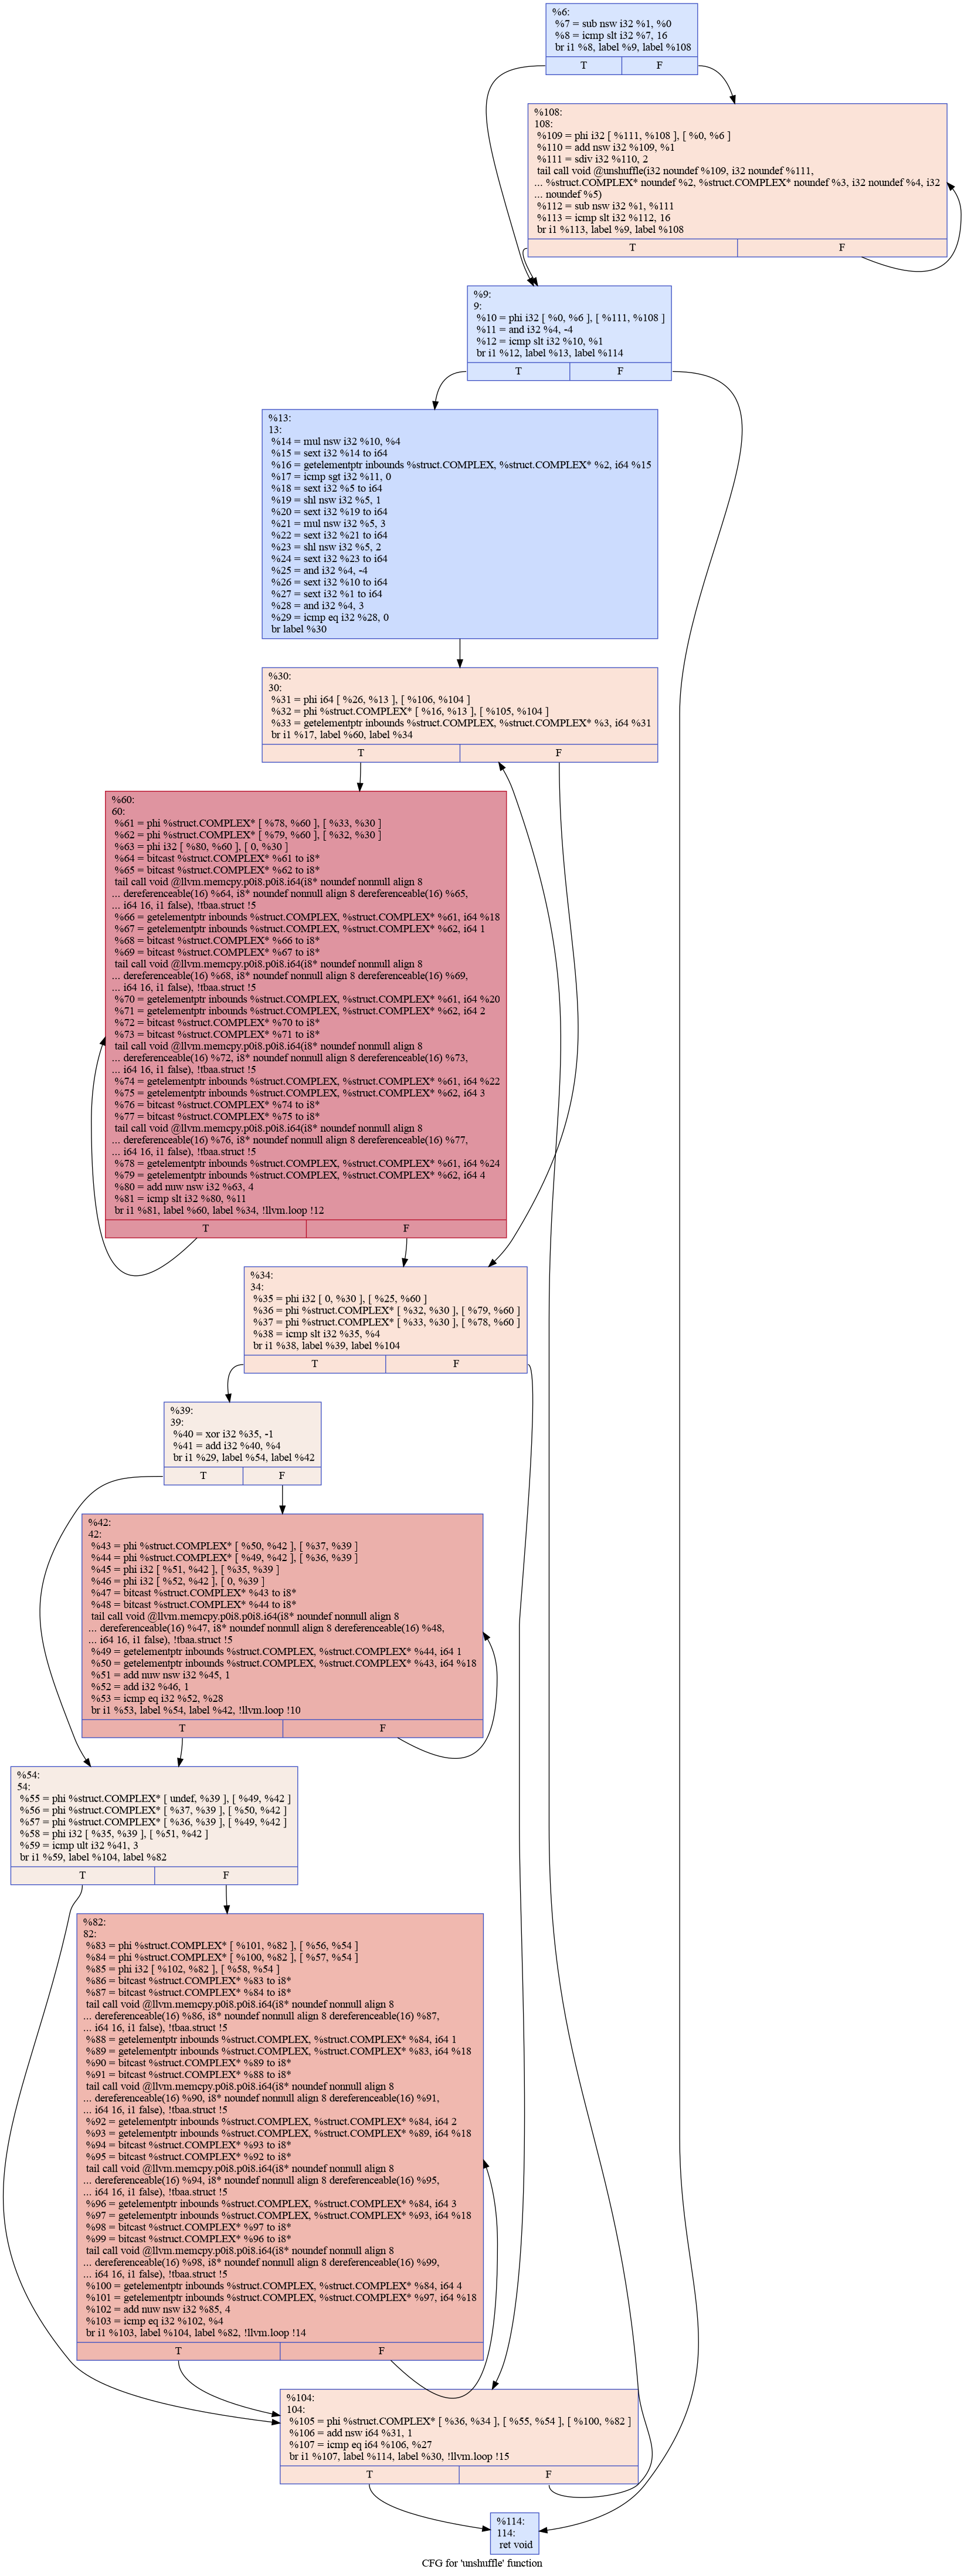 %6:
%7 = sub nsw i32 %1, %0
%8 = icmp slt i32 %7, 16
br i1 %8, label %9, label %108
T F
%108:
108:
%109 = phi i32 [ %111, %108 ], [ %0, %6 ]
%110 = add nsw i32 %109, %1
%111 = sdiv i32 %110, 2
tail call void @unshuffle(i32 noundef %109, i32 noundef %111,
... %struct.COMPLEX* noundef %2, %struct.COMPLEX* noundef %3, i32 noundef %4, i32
... noundef %5)
%112 = sub nsw i32 %1, %111
%113 = icmp slt i32 %112, 16
br i1 %113, label %9, label %108
T F
%9:
9:
%10 = phi i32 [ %0, %6 ], [ %111, %108 ]
%11 = and i32 %4, -4
%12 = icmp slt i32 %10, %1
br i1 %12, label %13, label %114
T F
%13:
13:
%14 = mul nsw i32 %10, %4
%15 = sext i32 %14 to i64
%16 = getelementptr inbounds %struct.COMPLEX, %struct.COMPLEX* %2, i64 %15
%17 = icmp sgt i32 %11, 0
%18 = sext i32 %5 to i64
%19 = shl nsw i32 %5, 1
%20 = sext i32 %19 to i64
%21 = mul nsw i32 %5, 3
%22 = sext i32 %21 to i64
%23 = shl nsw i32 %5, 2
%24 = sext i32 %23 to i64
%25 = and i32 %4, -4
%26 = sext i32 %10 to i64
%27 = sext i32 %1 to i64
%28 = and i32 %4, 3
%29 = icmp eq i32 %28, 0
br label %30
%30:
30:
%31 = phi i64 [ %26, %13 ], [ %106, %104 ]
%32 = phi %struct.COMPLEX* [ %16, %13 ], [ %105, %104 ]
%33 = getelementptr inbounds %struct.COMPLEX, %struct.COMPLEX* %3, i64 %31
br i1 %17, label %60, label %34
T F
%60:
60:
%61 = phi %struct.COMPLEX* [ %78, %60 ], [ %33, %30 ]
%62 = phi %struct.COMPLEX* [ %79, %60 ], [ %32, %30 ]
%63 = phi i32 [ %80, %60 ], [ 0, %30 ]
%64 = bitcast %struct.COMPLEX* %61 to i8*
%65 = bitcast %struct.COMPLEX* %62 to i8*
tail call void @llvm.memcpy.p0i8.p0i8.i64(i8* noundef nonnull align 8
... dereferenceable(16) %64, i8* noundef nonnull align 8 dereferenceable(16) %65,
... i64 16, i1 false), !tbaa.struct !5
%66 = getelementptr inbounds %struct.COMPLEX, %struct.COMPLEX* %61, i64 %18
%67 = getelementptr inbounds %struct.COMPLEX, %struct.COMPLEX* %62, i64 1
%68 = bitcast %struct.COMPLEX* %66 to i8*
%69 = bitcast %struct.COMPLEX* %67 to i8*
tail call void @llvm.memcpy.p0i8.p0i8.i64(i8* noundef nonnull align 8
... dereferenceable(16) %68, i8* noundef nonnull align 8 dereferenceable(16) %69,
... i64 16, i1 false), !tbaa.struct !5
%70 = getelementptr inbounds %struct.COMPLEX, %struct.COMPLEX* %61, i64 %20
%71 = getelementptr inbounds %struct.COMPLEX, %struct.COMPLEX* %62, i64 2
%72 = bitcast %struct.COMPLEX* %70 to i8*
%73 = bitcast %struct.COMPLEX* %71 to i8*
tail call void @llvm.memcpy.p0i8.p0i8.i64(i8* noundef nonnull align 8
... dereferenceable(16) %72, i8* noundef nonnull align 8 dereferenceable(16) %73,
... i64 16, i1 false), !tbaa.struct !5
%74 = getelementptr inbounds %struct.COMPLEX, %struct.COMPLEX* %61, i64 %22
%75 = getelementptr inbounds %struct.COMPLEX, %struct.COMPLEX* %62, i64 3
%76 = bitcast %struct.COMPLEX* %74 to i8*
%77 = bitcast %struct.COMPLEX* %75 to i8*
tail call void @llvm.memcpy.p0i8.p0i8.i64(i8* noundef nonnull align 8
... dereferenceable(16) %76, i8* noundef nonnull align 8 dereferenceable(16) %77,
... i64 16, i1 false), !tbaa.struct !5
%78 = getelementptr inbounds %struct.COMPLEX, %struct.COMPLEX* %61, i64 %24
%79 = getelementptr inbounds %struct.COMPLEX, %struct.COMPLEX* %62, i64 4
%80 = add nuw nsw i32 %63, 4
%81 = icmp slt i32 %80, %11
br i1 %81, label %60, label %34, !llvm.loop !12
T F
%34:
34:
%35 = phi i32 [ 0, %30 ], [ %25, %60 ]
%36 = phi %struct.COMPLEX* [ %32, %30 ], [ %79, %60 ]
%37 = phi %struct.COMPLEX* [ %33, %30 ], [ %78, %60 ]
%38 = icmp slt i32 %35, %4
br i1 %38, label %39, label %104
T F
%39:
39:
%40 = xor i32 %35, -1
%41 = add i32 %40, %4
br i1 %29, label %54, label %42
T F
%42:
42:
%43 = phi %struct.COMPLEX* [ %50, %42 ], [ %37, %39 ]
%44 = phi %struct.COMPLEX* [ %49, %42 ], [ %36, %39 ]
%45 = phi i32 [ %51, %42 ], [ %35, %39 ]
%46 = phi i32 [ %52, %42 ], [ 0, %39 ]
%47 = bitcast %struct.COMPLEX* %43 to i8*
%48 = bitcast %struct.COMPLEX* %44 to i8*
tail call void @llvm.memcpy.p0i8.p0i8.i64(i8* noundef nonnull align 8
... dereferenceable(16) %47, i8* noundef nonnull align 8 dereferenceable(16) %48,
... i64 16, i1 false), !tbaa.struct !5
%49 = getelementptr inbounds %struct.COMPLEX, %struct.COMPLEX* %44, i64 1
%50 = getelementptr inbounds %struct.COMPLEX, %struct.COMPLEX* %43, i64 %18
%51 = add nuw nsw i32 %45, 1
%52 = add i32 %46, 1
%53 = icmp eq i32 %52, %28
br i1 %53, label %54, label %42, !llvm.loop !10
T F
%54:
54:
%55 = phi %struct.COMPLEX* [ undef, %39 ], [ %49, %42 ]
%56 = phi %struct.COMPLEX* [ %37, %39 ], [ %50, %42 ]
%57 = phi %struct.COMPLEX* [ %36, %39 ], [ %49, %42 ]
%58 = phi i32 [ %35, %39 ], [ %51, %42 ]
%59 = icmp ult i32 %41, 3
br i1 %59, label %104, label %82
T F
%82:
82:
%83 = phi %struct.COMPLEX* [ %101, %82 ], [ %56, %54 ]
%84 = phi %struct.COMPLEX* [ %100, %82 ], [ %57, %54 ]
%85 = phi i32 [ %102, %82 ], [ %58, %54 ]
%86 = bitcast %struct.COMPLEX* %83 to i8*
%87 = bitcast %struct.COMPLEX* %84 to i8*
tail call void @llvm.memcpy.p0i8.p0i8.i64(i8* noundef nonnull align 8
... dereferenceable(16) %86, i8* noundef nonnull align 8 dereferenceable(16) %87,
... i64 16, i1 false), !tbaa.struct !5
%88 = getelementptr inbounds %struct.COMPLEX, %struct.COMPLEX* %84, i64 1
%89 = getelementptr inbounds %struct.COMPLEX, %struct.COMPLEX* %83, i64 %18
%90 = bitcast %struct.COMPLEX* %89 to i8*
%91 = bitcast %struct.COMPLEX* %88 to i8*
tail call void @llvm.memcpy.p0i8.p0i8.i64(i8* noundef nonnull align 8
... dereferenceable(16) %90, i8* noundef nonnull align 8 dereferenceable(16) %91,
... i64 16, i1 false), !tbaa.struct !5
%92 = getelementptr inbounds %struct.COMPLEX, %struct.COMPLEX* %84, i64 2
%93 = getelementptr inbounds %struct.COMPLEX, %struct.COMPLEX* %89, i64 %18
%94 = bitcast %struct.COMPLEX* %93 to i8*
%95 = bitcast %struct.COMPLEX* %92 to i8*
tail call void @llvm.memcpy.p0i8.p0i8.i64(i8* noundef nonnull align 8
... dereferenceable(16) %94, i8* noundef nonnull align 8 dereferenceable(16) %95,
... i64 16, i1 false), !tbaa.struct !5
%96 = getelementptr inbounds %struct.COMPLEX, %struct.COMPLEX* %84, i64 3
%97 = getelementptr inbounds %struct.COMPLEX, %struct.COMPLEX* %93, i64 %18
%98 = bitcast %struct.COMPLEX* %97 to i8*
%99 = bitcast %struct.COMPLEX* %96 to i8*
tail call void @llvm.memcpy.p0i8.p0i8.i64(i8* noundef nonnull align 8
... dereferenceable(16) %98, i8* noundef nonnull align 8 dereferenceable(16) %99,
... i64 16, i1 false), !tbaa.struct !5
%100 = getelementptr inbounds %struct.COMPLEX, %struct.COMPLEX* %84, i64 4
%101 = getelementptr inbounds %struct.COMPLEX, %struct.COMPLEX* %97, i64 %18
%102 = add nuw nsw i32 %85, 4
%103 = icmp eq i32 %102, %4
br i1 %103, label %104, label %82, !llvm.loop !14
T F
%104:
104:
%105 = phi %struct.COMPLEX* [ %36, %34 ], [ %55, %54 ], [ %100, %82 ]
%106 = add nsw i64 %31, 1
%107 = icmp eq i64 %106, %27
br i1 %107, label %114, label %30, !llvm.loop !15
T F
%114:
114:
ret void
CFG for 'unshuffle' function